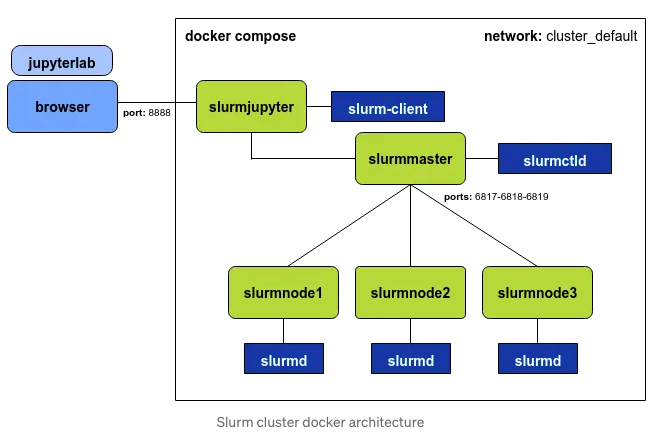 docker compose
network: cluster_default
jupyterlab
browser
port: 8888
slurmjupyter
slurm-client
slurmmaster
slurmctld
ports: 6817-6818-6819
slurmnode1
slurmnode2
slurmnode3
slurmd
slurmd
slurmd
Slurm cluster docker architecture